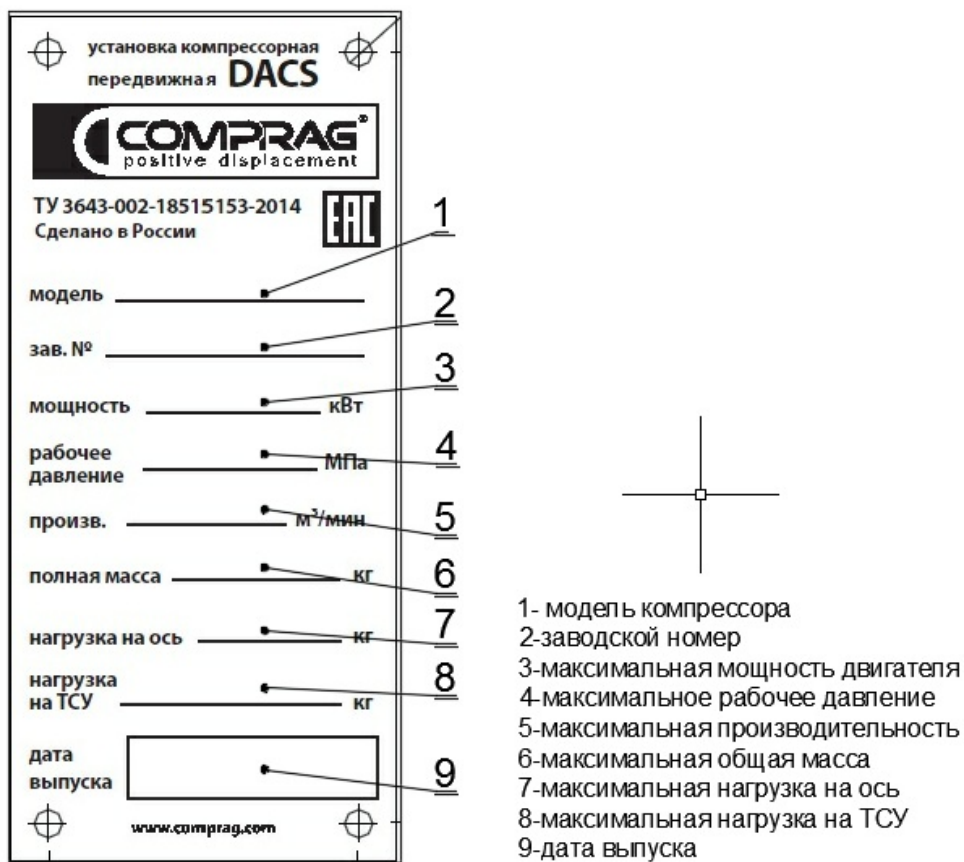 установка компрессорная
передвижная DACS
COMPRAG®
positive displacement
ТУ 3643-002-18515153-2014
Сделано в России
EAC
модель
зав. №
мощность кВт
рабочее
давление МПа
произв. м³/мин
полная масса кг
нагрузка на ось кг
нагрузка
на ТСУ кг
дата
выпуска
www.comprag.com
1
2
3
4
5
6
7
8
9
1- модель компрессора
2-заводской номер
3-максимальная мощность двигателя
4-максимальное рабочее давление
5-максимальная производительность
6-максимальная общая масса
7-максимальная нагрузка на ось
8-максимальная нагрузка на ТСУ
9-дата выпуска